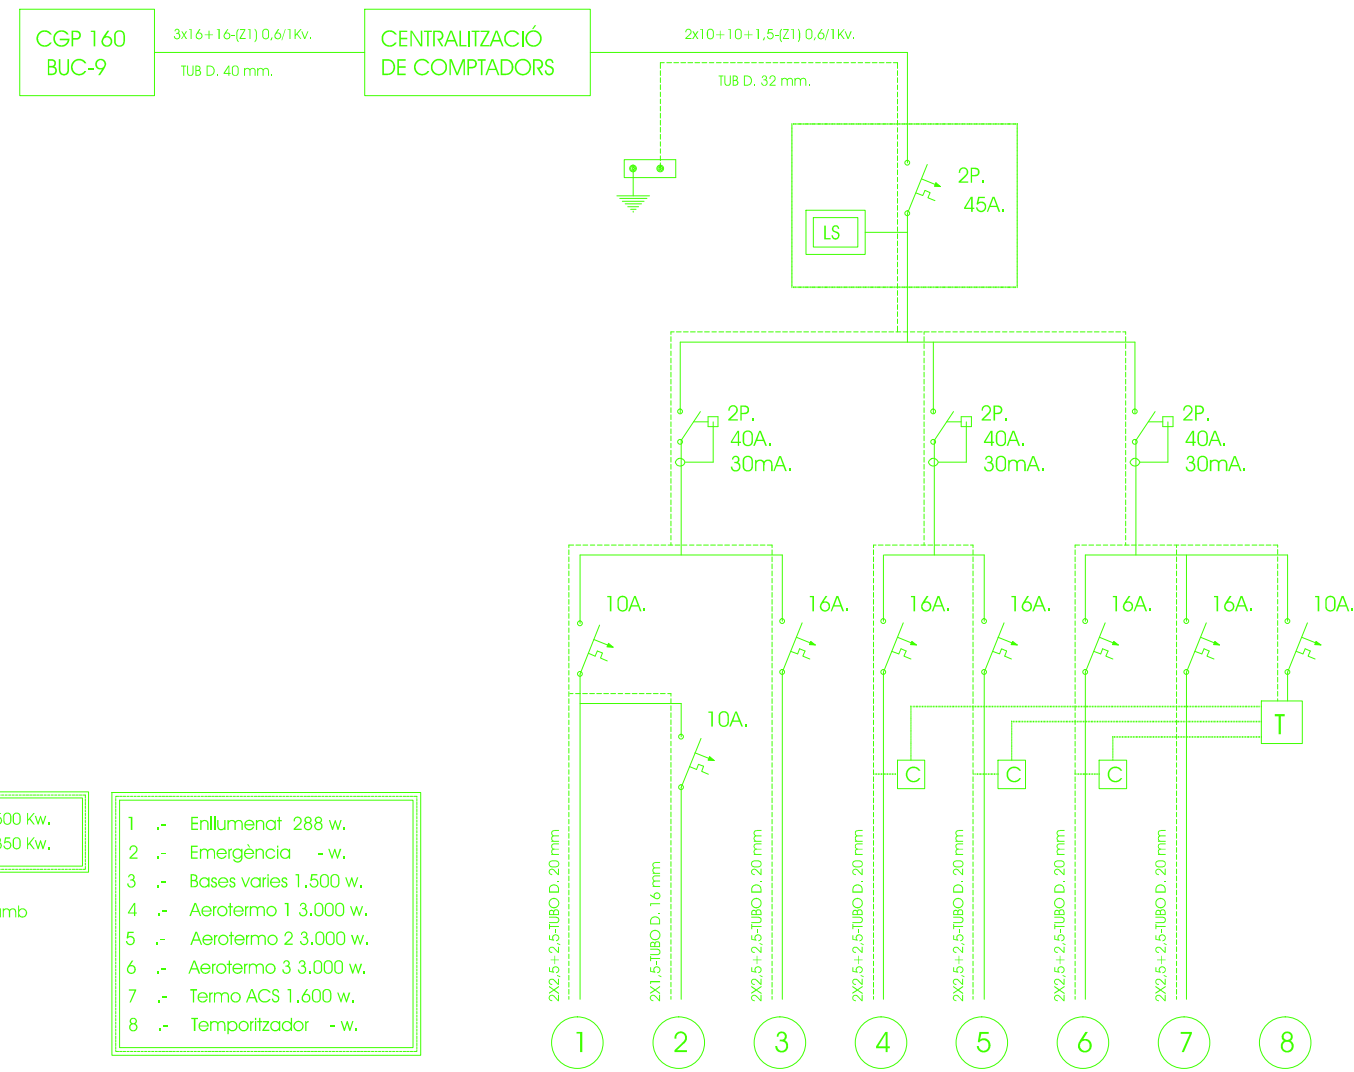 CGP 160
BUC-9
3x16+16-(Z1) 0,6/1Kv.
TUB D. 40 mm.
CENTRALITZACIÓ
DE COMPTADORS
2x10+10+1,5-(Z1) 0,6/1Kv.
TUB D. 32 mm.
2P.
45A.
LS
2P.
40A.
30mA.
2P.
40A.
30mA.
2P.
40A.
30mA.
10A.
16A.
16A.
16A.
16A.
16A.
10A.
10A.
T
C
C
C
500 Kw.
350 Kw.
amb
1 .- Enllumenat 288 w.
2 .- Emergència - w.
3 .- Bases varies 1.500 w.
4 .- Aerotermo 1 3.000 w.
5 .- Aerotermo 2 3.000 w.
6 .- Aerotermo 3 3.000 w.
7 .- Termo ACS 1.600 w.
8 .- Temporitzador - w.
2X2,5+2,5-TUBO D. 20 mm
2X1,5-TUBO D. 16 mm
2X2,5+2,5-TUBO D. 20 mm
2X2,5+2,5-TUBO D. 20 mm
2X2,5+2,5-TUBO D. 20 mm
2X2,5+2,5-TUBO D. 20 mm
2X2,5+2,5-TUBO D. 20 mm
1
2
3
4
5
6
7
8